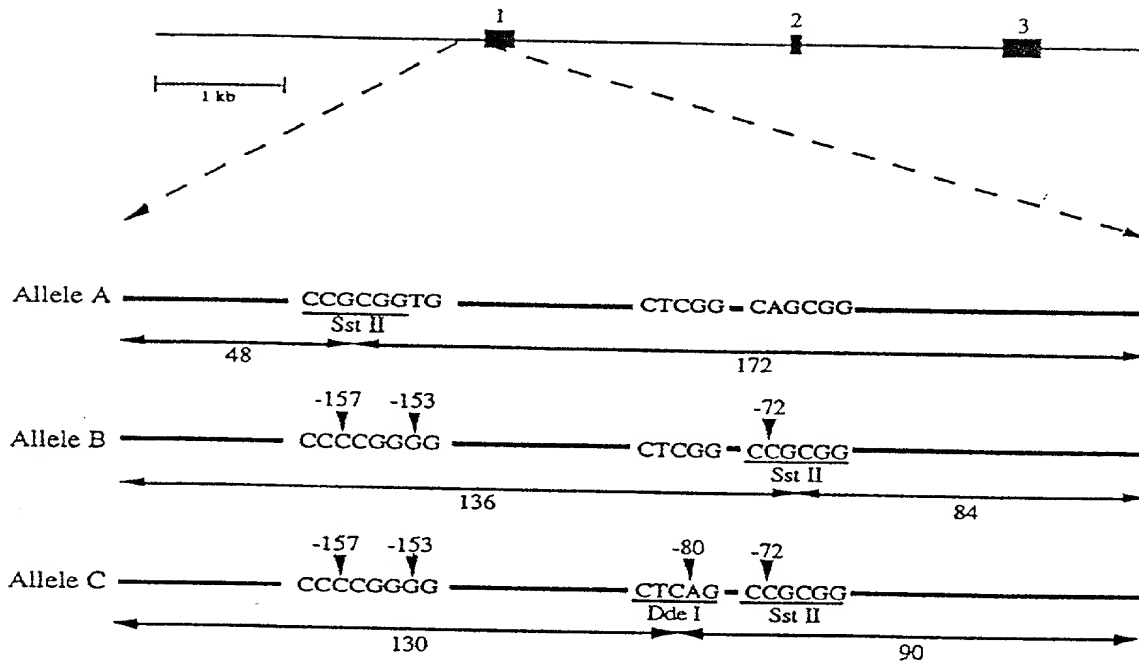 1 2 3
1 kb
Allele A CCGCGGTG CTCGG CAGCGG
Sst II
48 172
-157 -153 -72
Allele B CCCCGGGG CTCGG CCGCGG
Sst II
136 84
-157 -153 -80 -72
Allele C CCCCGGGG CTCAG CCGCGG
Dde I Sst II
130 90